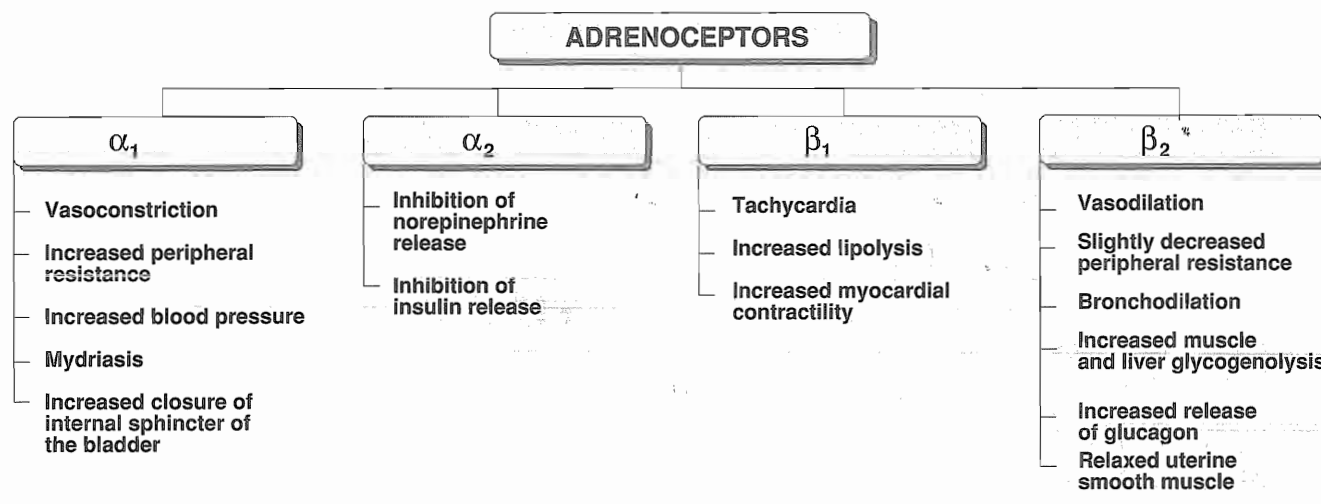 ADRENOCEPTORS
α₁
Vasoconstriction
Increased peripheral
resistance
Increased blood pressure
Mydriasis
Increased closure of
internal sphincter of
the bladder
α₂
Inhibition of
norepinephrine
release
Inhibition of
insulin release
β₁
Tachycardia
Increased lipolysis
Increased myocardial
contractility
β₂
Vasodilation
Slightly decreased
peripheral resistance
Bronchodilation
Increased muscle
and liver glycogenolysis
Increased release
of glucagon
Relaxed uterine
smooth muscle